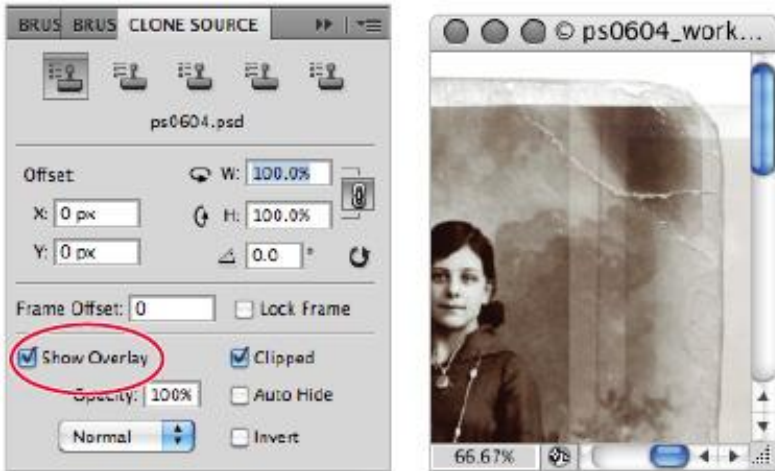 BRUS BRUS CLONE SOURCE
ps0604.psd
Offset W: 100.0%
X: 0 px H: 100.0%
Y: 0 px 0.0 °
Frame Offset: 0 Lock Frame
Show Overlay Clipped
Opacity: 100% Auto Hide
Normal Invert
© ps0604_work...
66.67%